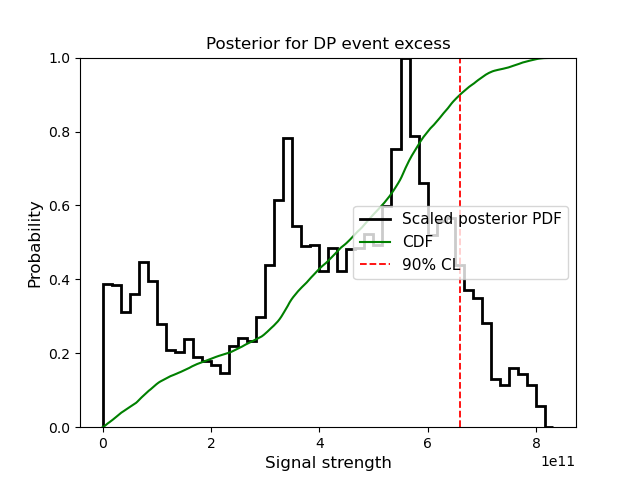 Posterior for DP event excess
1.0
0.8
0.6
0.4
0.2
0.0
Probability
Scaled posterior PDF
CDF
90% CL
0 2 4 6 8
1e11
Signal strength